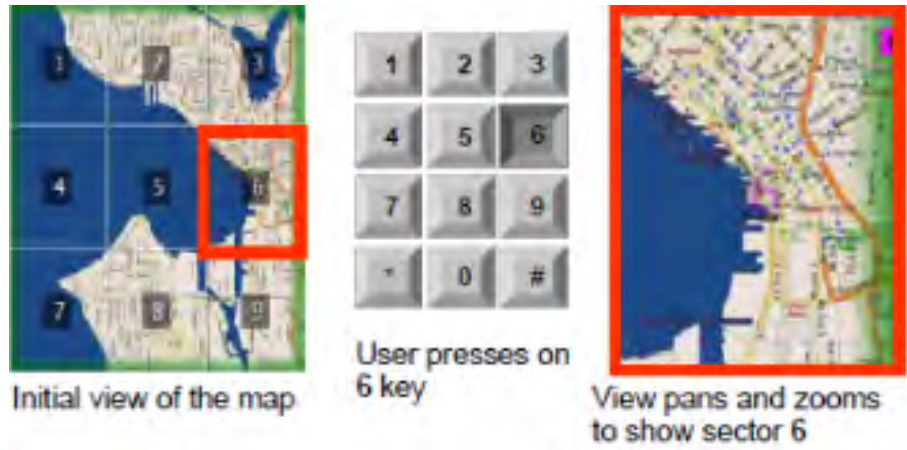 1 2 3
4 5 6
7 8 9
1 2 3
4 5 6
7 8 9
* 0 #
Initial view of the map
User presses on
6 key
View pans and zooms
to show sector 6